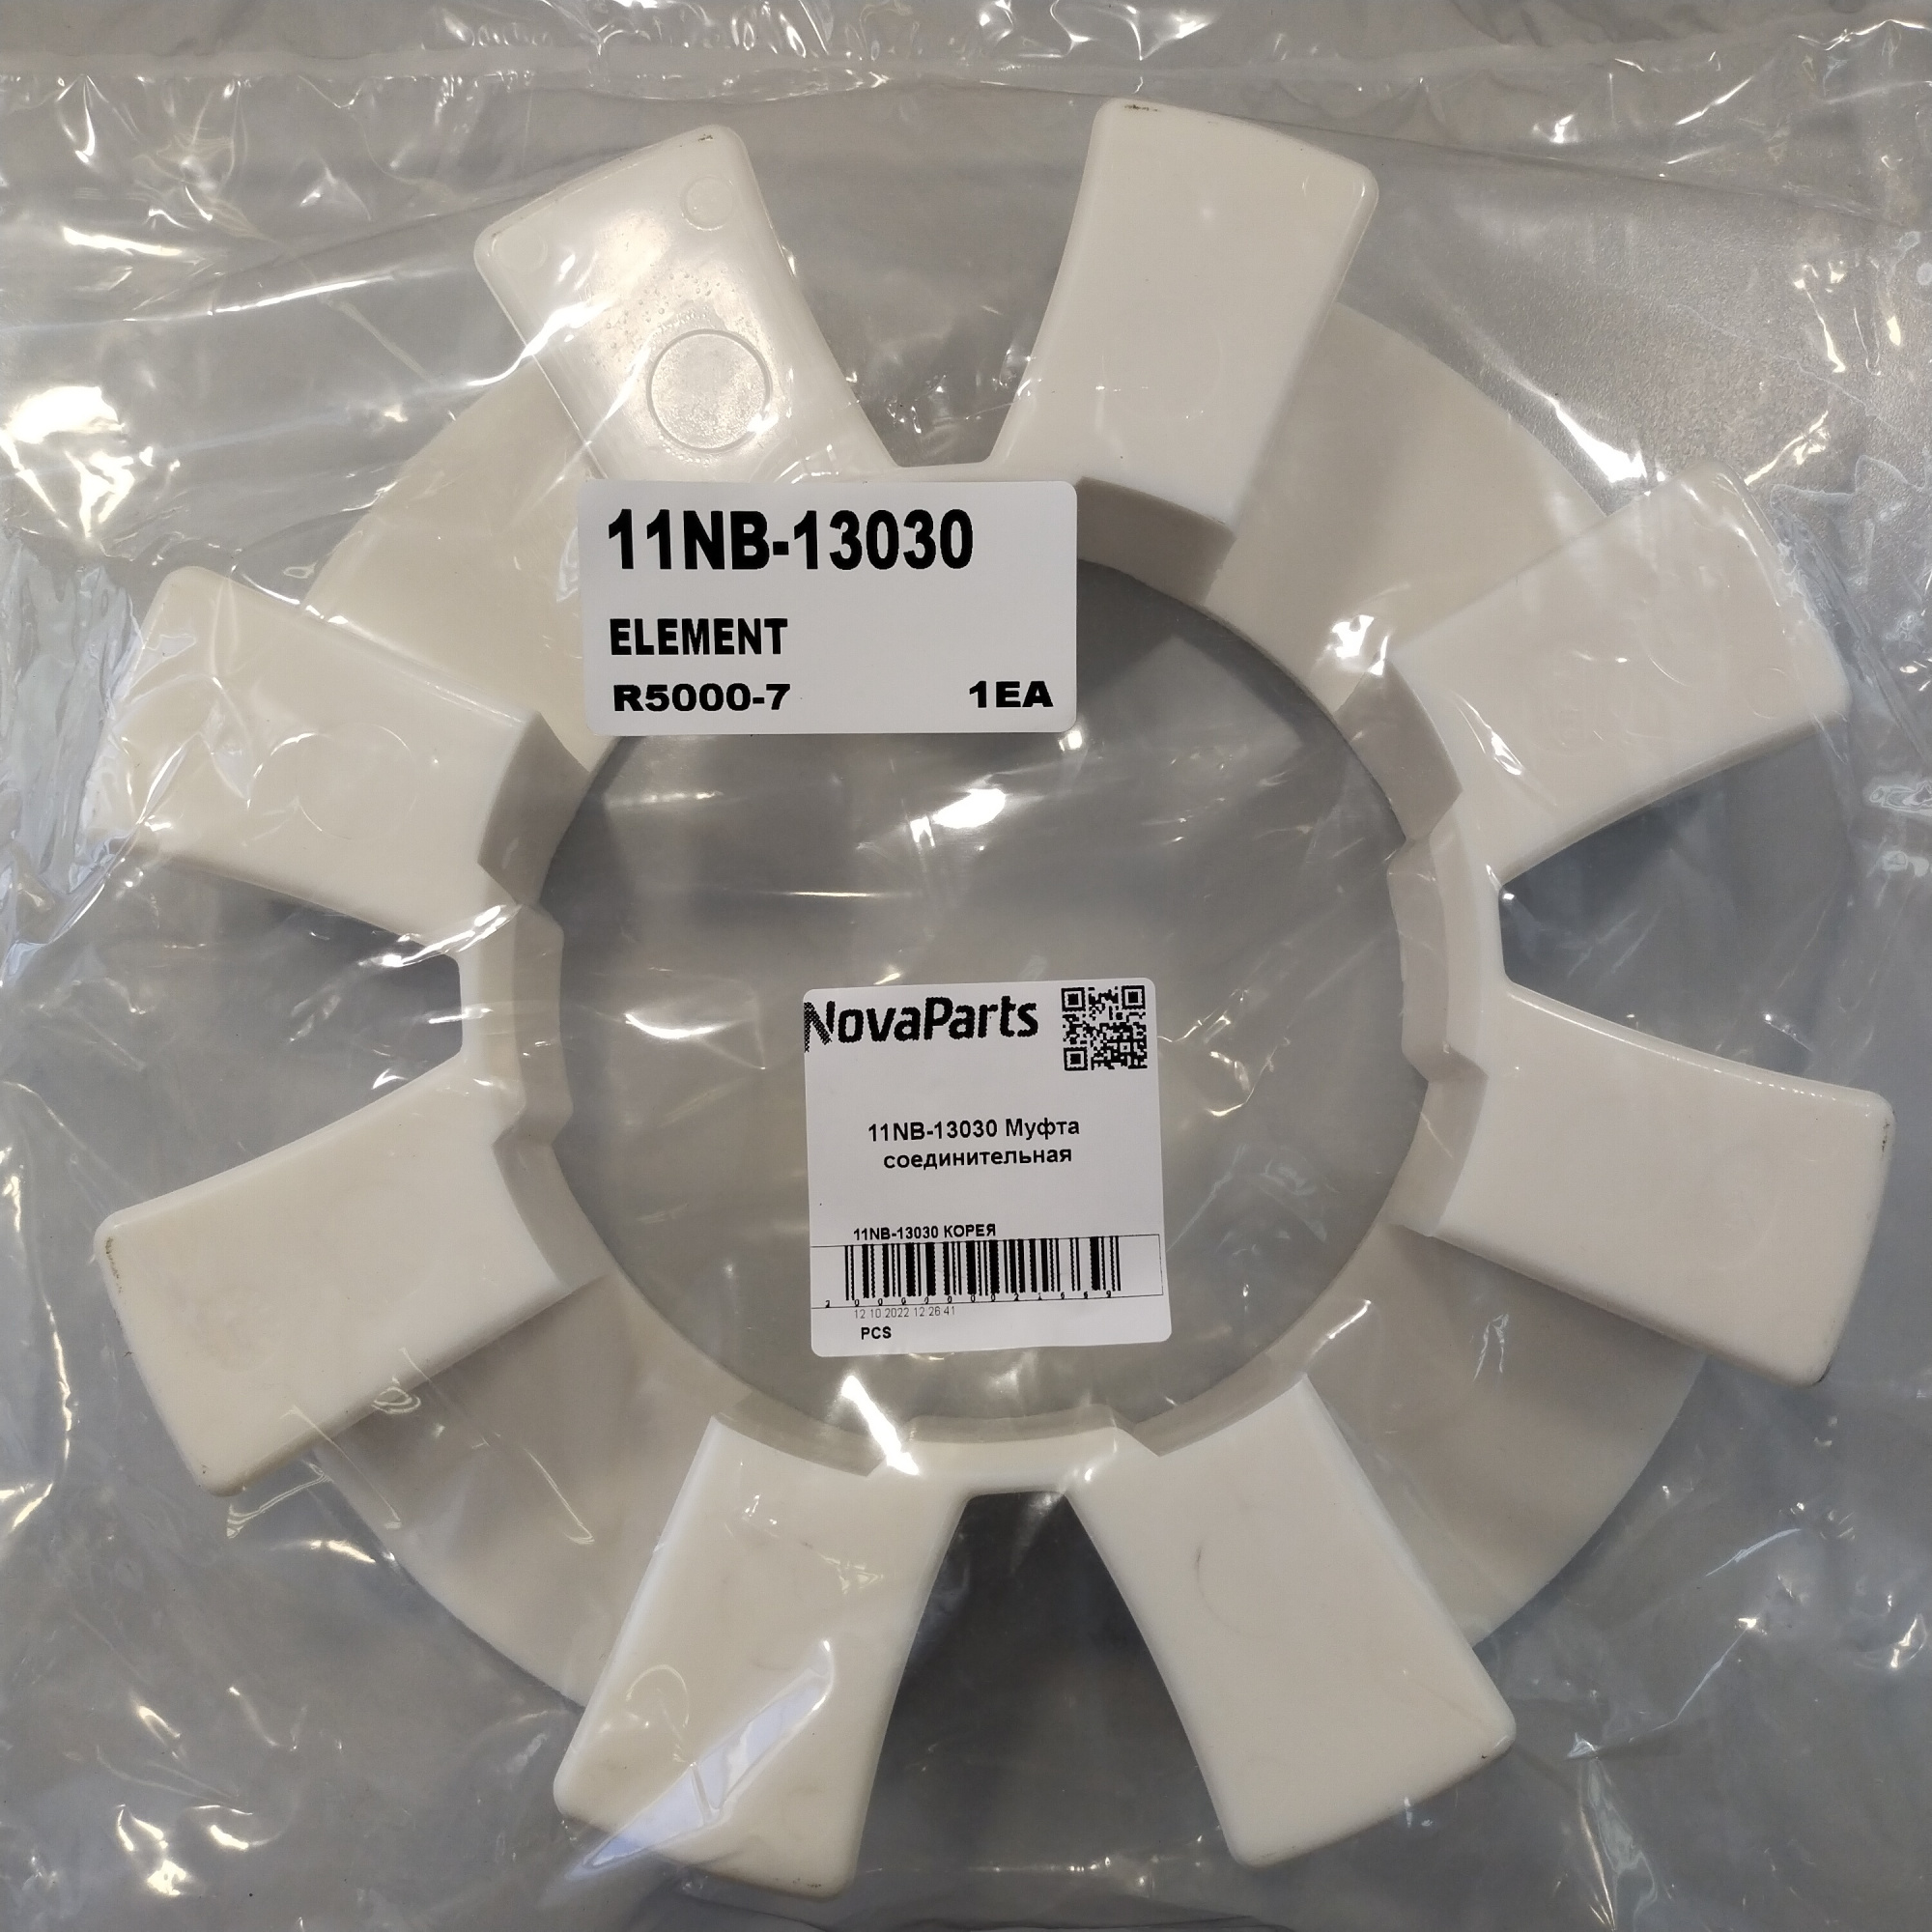 11NB-13030
ELEMENT
R5000-7 1EA
NovaParts
11NB-13030 Муфта
соединительная
11NB-13030 КОРЕЯ
12.10.2022 12:26:41
PCS